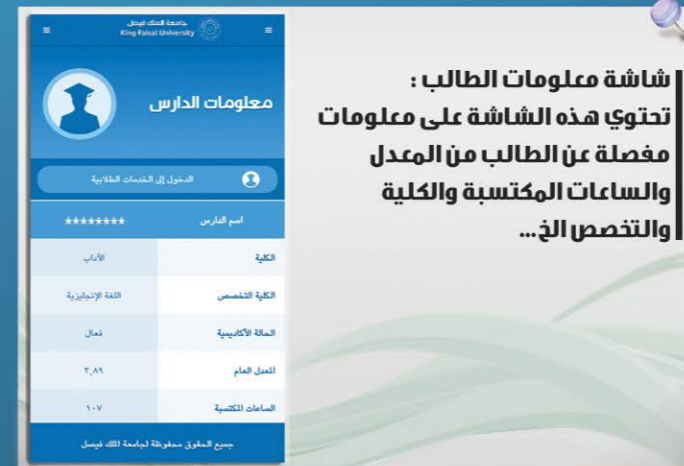 جامعة الملك فيصل
King Faisal University
معلومات الدارس
الدخول إلى الخدمات الطلابية
اسم الدارس ********
الكلية الآداب
الكلية التخصص اللغة الإنجليزية
الحالة الأكاديمية فعال
المعدل العام ٣,٨٩
الساعات المكتسبة ١٠٧
جميع الحقوق محفوظة لجامعة الملك فيصل
شاشة معلومات الطالب :
تحتوي هذه الشاشة على معلومات
مفصلة عن الطالب من المعدل
والساعات المكتسبة والكلية
والتخصص الخ...